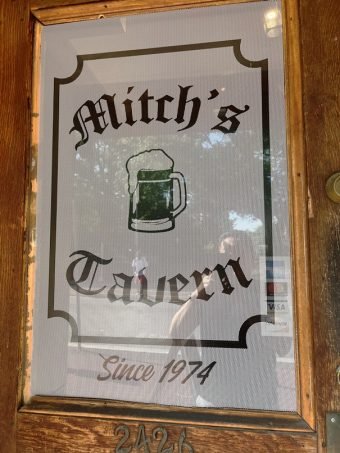 Mitch's
Tavern
VISA
Since 1974